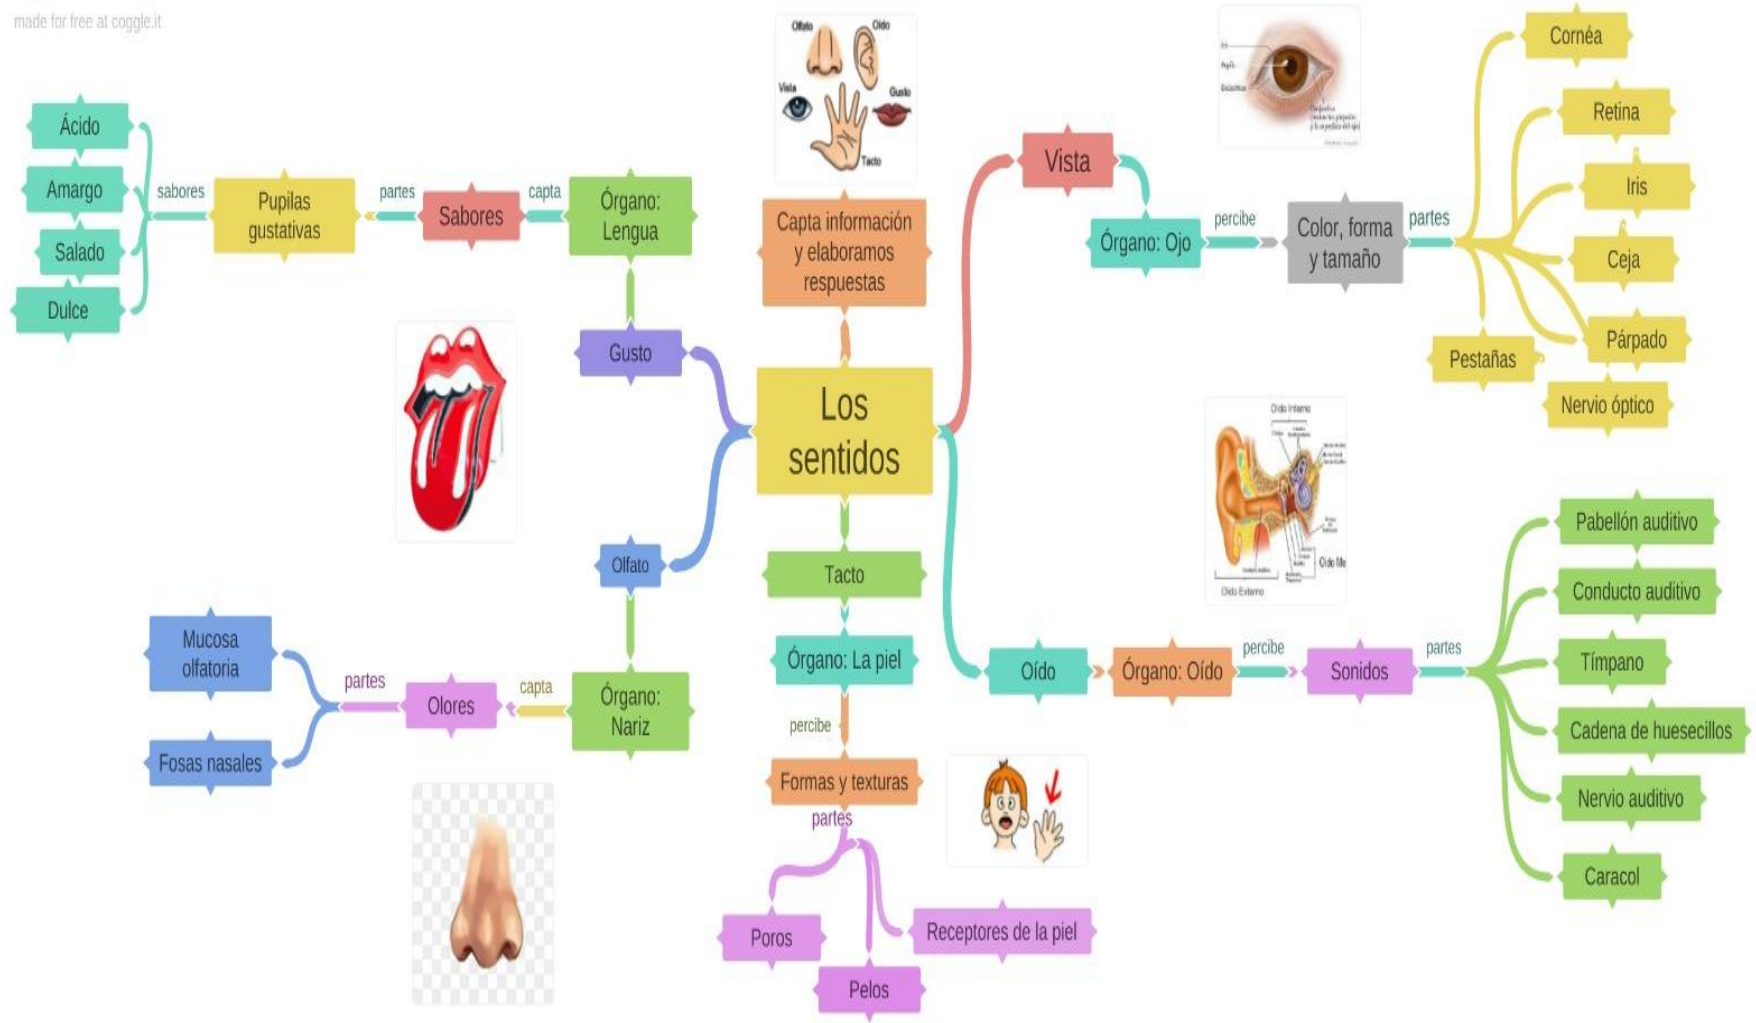 made for free at coggle.it
Olfato
Oído
Vista
Gusto
Tacto
Capta información
y elaboramos
respuestas
Los
sentidos
Gusto
Órgano:
Lengua
capta
Sabores
partes
Pupilas
gustativas
sabores
Ácido
Amargo
Salado
Dulce
Olfato
Órgano:
Nariz
capta
Olores
partes
Mucosa
olfatoria
Fosas nasales
Tacto
Órgano: La piel
percibe
Formas y texturas
partes
Poros
Pelos
Receptores de la piel
Vista
Órgano: Ojo
percibe
Color, forma
y tamaño
partes
Cornéa
Retina
Iris
Ceja
Párpado
Pestañas
Nervio óptico
Oído
Órgano: Oído
percibe
Sonidos
partes
Pabellón auditivo
Conducto auditivo
Tímpano
Cadena de huesecillos
Nervio auditivo
Caracol
Oído Interno
Oído Me
Oído Externo